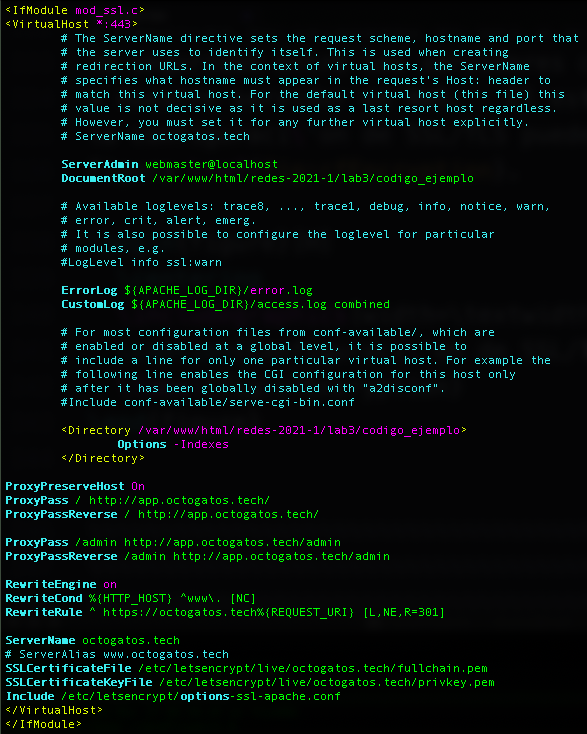 <IfModule mod_ssl.c>
<VirtualHost *:443>
# The ServerName directive sets the request scheme, hostname and port that
# the server uses to identify itself. This is used when creating
# redirection URLs. In the context of virtual hosts, the ServerName
# specifies what hostname must appear in the request's Host: header to
# match this virtual host. For the default virtual host (this file) this
# value is not decisive as it is used as a last resort host regardless.
# However, you must set it for any further virtual host explicitly.
# ServerName octogatos.tech
ServerAdmin webmaster@localhost
DocumentRoot /var/www/html/redes-2021-1/lab3/codigo_ejemplo
# Available loglevels: trace8, ..., trace1, debug, info, notice, warn,
# error, crit, alert, emerg.
# It is also possible to configure the loglevel for particular
# modules, e.g.
#LogLevel info ssl:warn
ErrorLog ${APACHE_LOG_DIR}/error.log
CustomLog ${APACHE_LOG_DIR}/access.log combined
# For most configuration files from conf-available/, which are
# enabled or disabled at a global level, it is possible to
# include a line for only one particular virtual host. For example the
# following line enables the CGI configuration for this host only
# after it has been globally disabled with "a2disconf".
#Include conf-available/serve-cgi-bin.conf
<Directory /var/www/html/redes-2021-1/lab3/codigo_ejemplo>
Options -Indexes
</Directory>
ProxyPreserveHost On
ProxyPass / http://app.octogatos.tech/
ProxyPassReverse / http://app.octogatos.tech/
ProxyPass /admin http://app.octogatos.tech/admin
ProxyPassReverse /admin http://app.octogatos.tech/admin
RewriteEngine on
RewriteCond %{HTTP_HOST} ^www\. [NC]
RewriteRule ^ https://octogatos.tech%{REQUEST_URI} [L,NE,R=301]
ServerName octogatos.tech
# ServerAlias www.octogatos.tech
SSLCertificateFile /etc/letsencrypt/live/octogatos.tech/fullchain.pem
SSLCertificateKeyFile /etc/letsencrypt/live/octogatos.tech/privkey.pem
Include /etc/letsencrypt/options-ssl-apache.conf
</VirtualHost>
</IfModule>